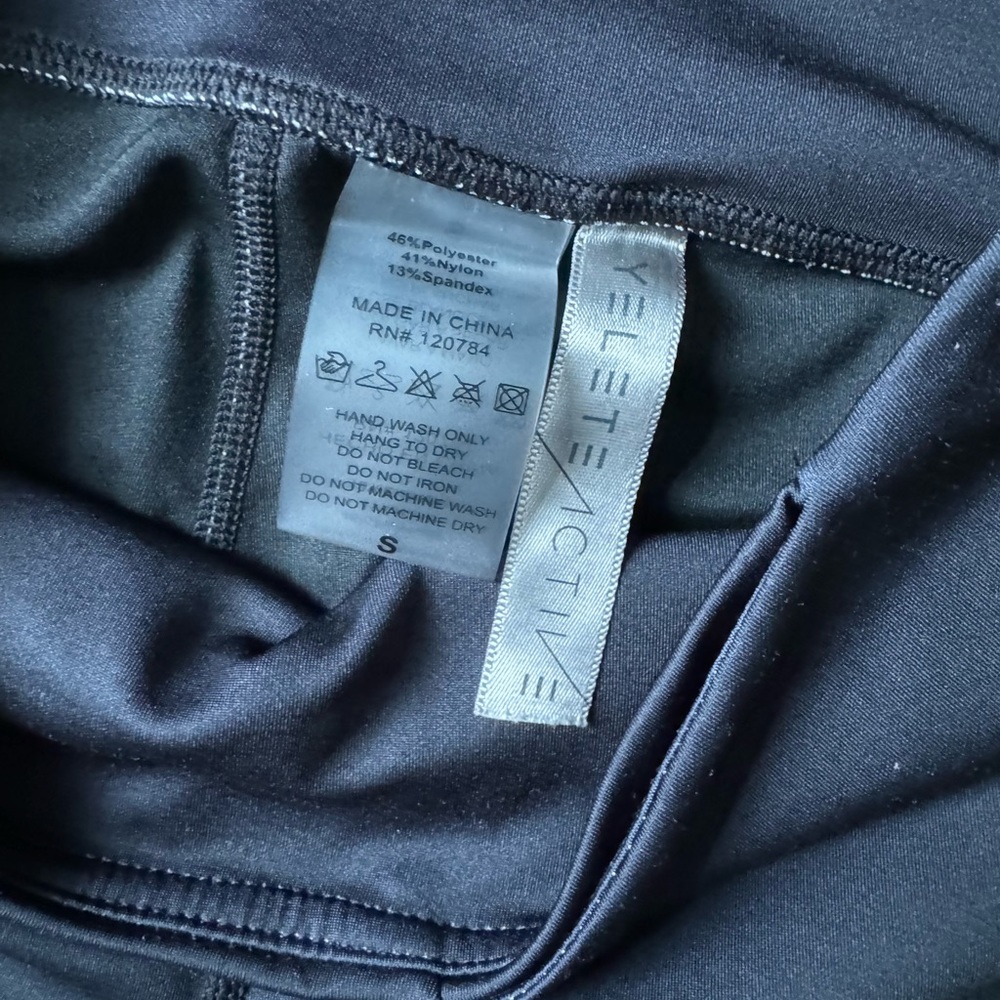 46%Polyester
41%Nylon
13%Spandex
MADE IN CHINA
RN# 120784
HAND WASH ONLY
HANG TO DRY
DO NOT BLEACH
DO NOT IRON
DO NOT MACHINE WASH
DO NOT MACHINE DRY
S
YELETE/ACTIVE